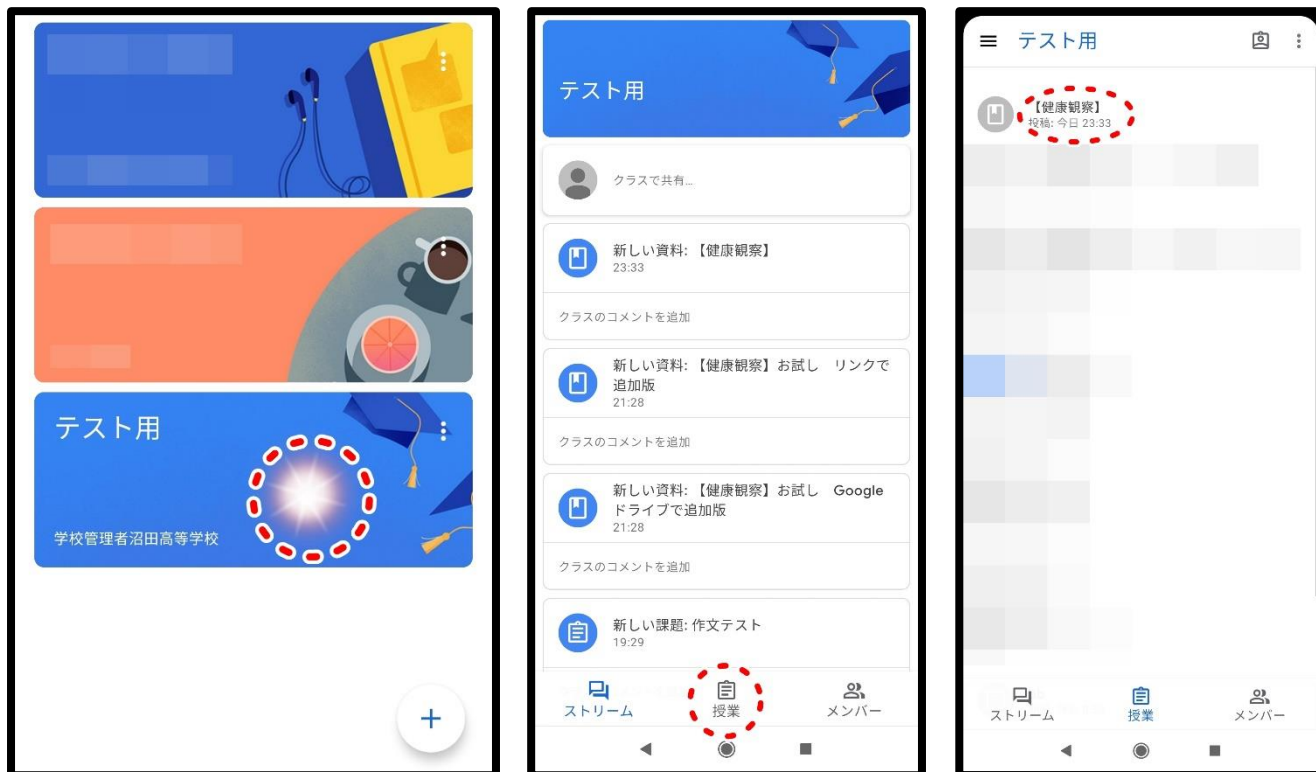 テスト用
学校管理者沼田高等学校
テスト用
クラスで共有...
新しい資料: 【健康観察】
23:33
クラスのコメントを追加
新しい資料: 【健康観察】お試し　リンクで
追加版
21:28
クラスのコメントを追加
新しい資料: 【健康観察】お試し　Google
ドライブで追加版
21:28
クラスのコメントを追加
新しい課題: 作文テスト
19:29
ストリーム
授業
メンバー
テスト用
【健康観察】
投稿: 今日 23:33
ストリーム
授業
メンバー